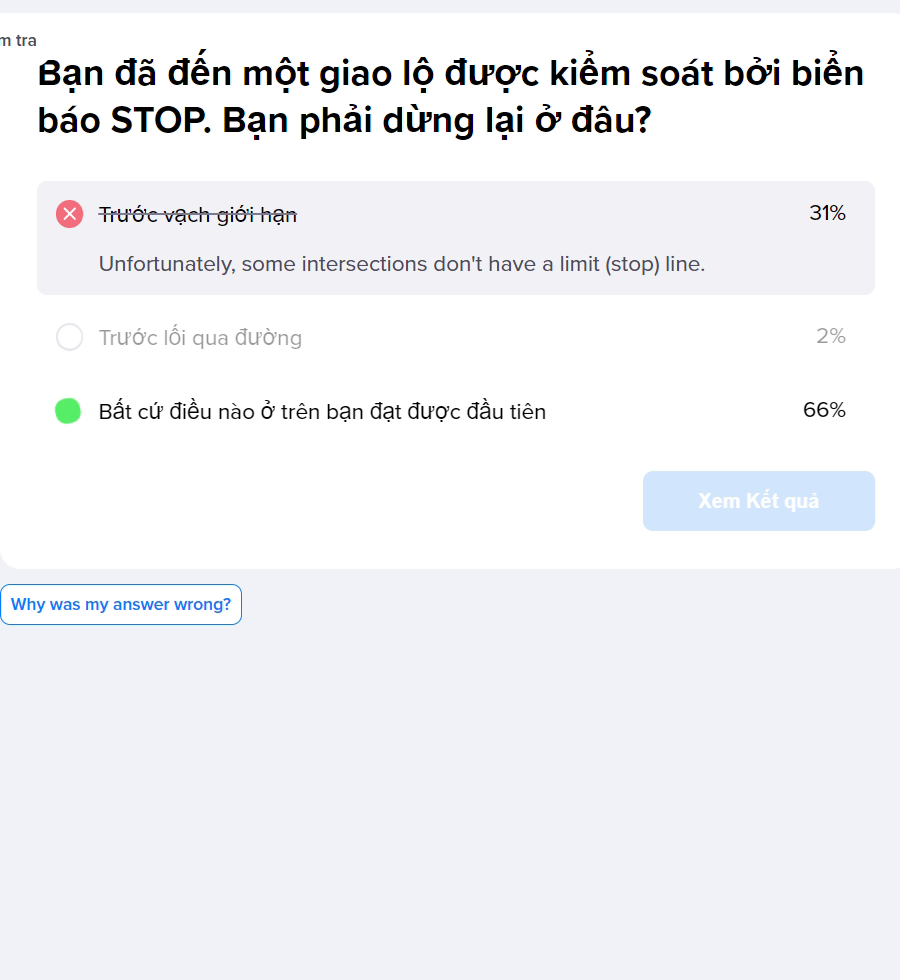 m tra
Bạn đã đến một giao lộ được kiểm soát bởi biển
báo STOP. Bạn phải dừng lại ở đâu?
Trước vạch giới hạn 31%
Unfortunately, some intersections don't have a limit (stop) line.
Trước lối qua đường 2%
Bất cứ điều nào ở trên bạn đạt được đầu tiên 66%
Xem Kết quả
Why was my answer wrong?